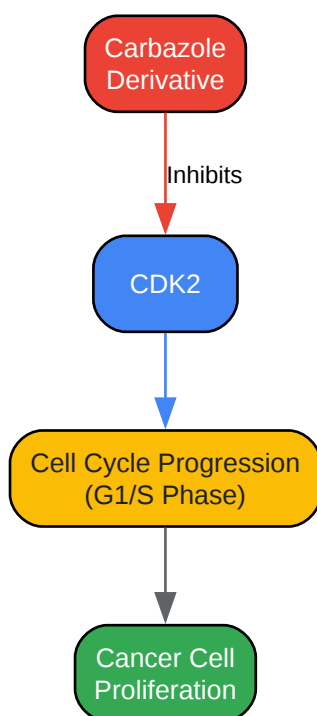 Carbazole
Derivative
Inhibits
CDK2
Cell Cycle Progression
(G1/S Phase)
Cancer Cell
Proliferation